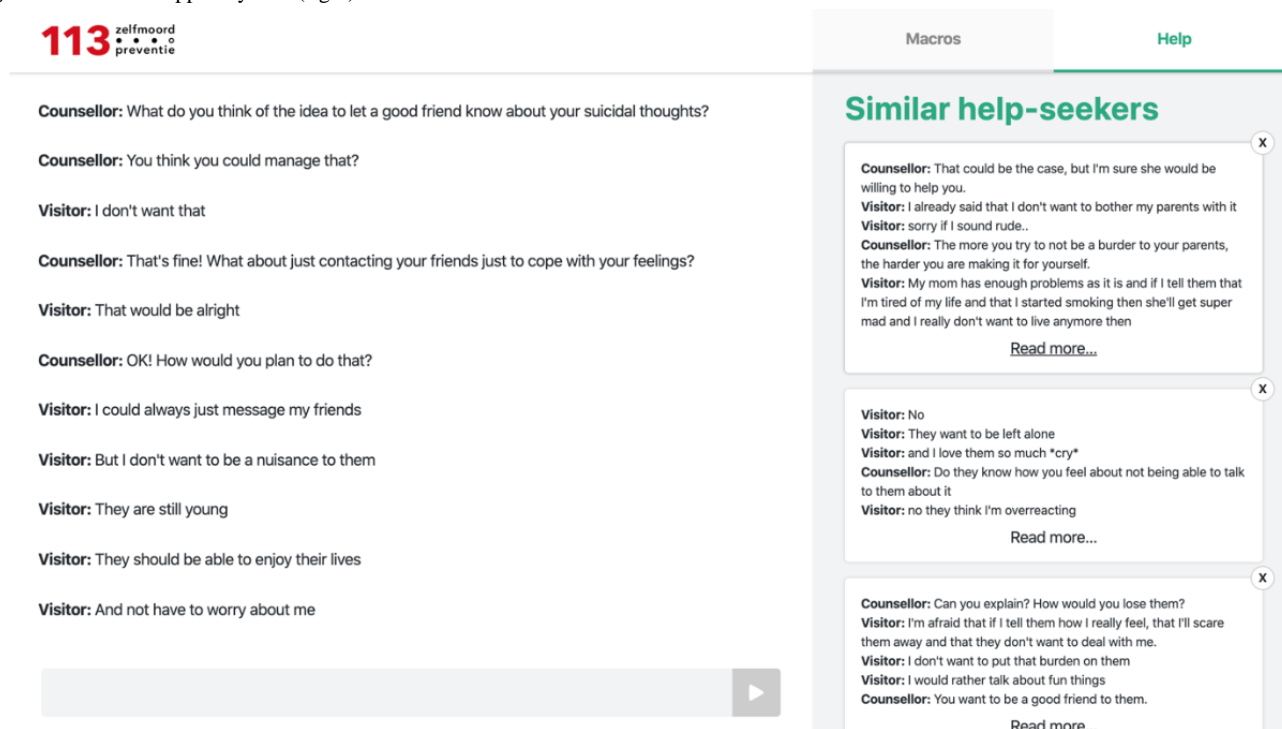 113 zelfmoord
preventie
Counsellor: What do you think of the idea to let a good friend know about your suicidal thoughts?
Counsellor: You think you could manage that?
Visitor: I don't want that
Counsellor: That's fine! What about just contacting your friends just to cope with your feelings?
Visitor: That would be alright
Counsellor: OK! How would you plan to do that?
Visitor: I could always just message my friends
Visitor: But I don't want to be a nuisance to them
Visitor: They are still young
Visitor: They should be able to enjoy their lives
Visitor: And not have to worry about me
Macros
Help
Similar help-seekers
X
Counsellor: That could be the case, but I'm sure she would be
willing to help you.
Visitor: I already said that I don't want to bother my parents with it
Visitor: sorry if I sound rude..
Counsellor: The more you try to not be a burder to your parents,
the harder you are making it for yourself.
Visitor: My mom has enough problems as it is and if I tell them that
I'm tired of my life and that I started smoking then she'll get super
mad and I really don't want to live anymore then
Read more...
X
Visitor: No
Visitor: They want to be left alone
Visitor: and I love them so much *cry*
Counsellor: Do they know how you feel about not being able to talk
to them about it
Visitor: no they think I'm overreacting
Read more...
X
Counsellor: Can you explain? How would you lose them?
Visitor: I'm afraid that if I tell them how I really feel, that I'll scare
them away and that they don't want to deal with me.
Visitor: I don't want to put that burden on them
Visitor: I would rather talk about fun things
Counsellor: You want to be a good friend to them.
Read more